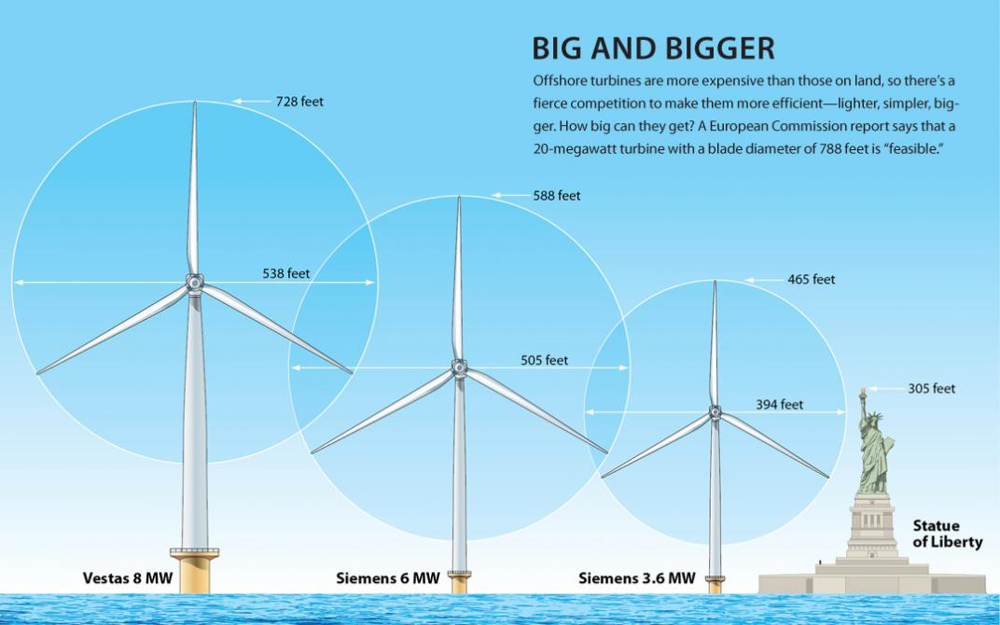 BIG AND BIGGER
Offshore turbines are more expensive than those on land, so there's a
fierce competition to make them more efficient—lighter, simpler, big-
ger. How big can they get? A European Commission report says that a
20-megawatt turbine with a blade diameter of 788 feet is “feasible.”
728 feet
588 feet
538 feet
465 feet
505 feet
305 feet
394 feet
Statue
of Liberty
Vestas 8 MW
Siemens 6 MW
Siemens 3.6 MW